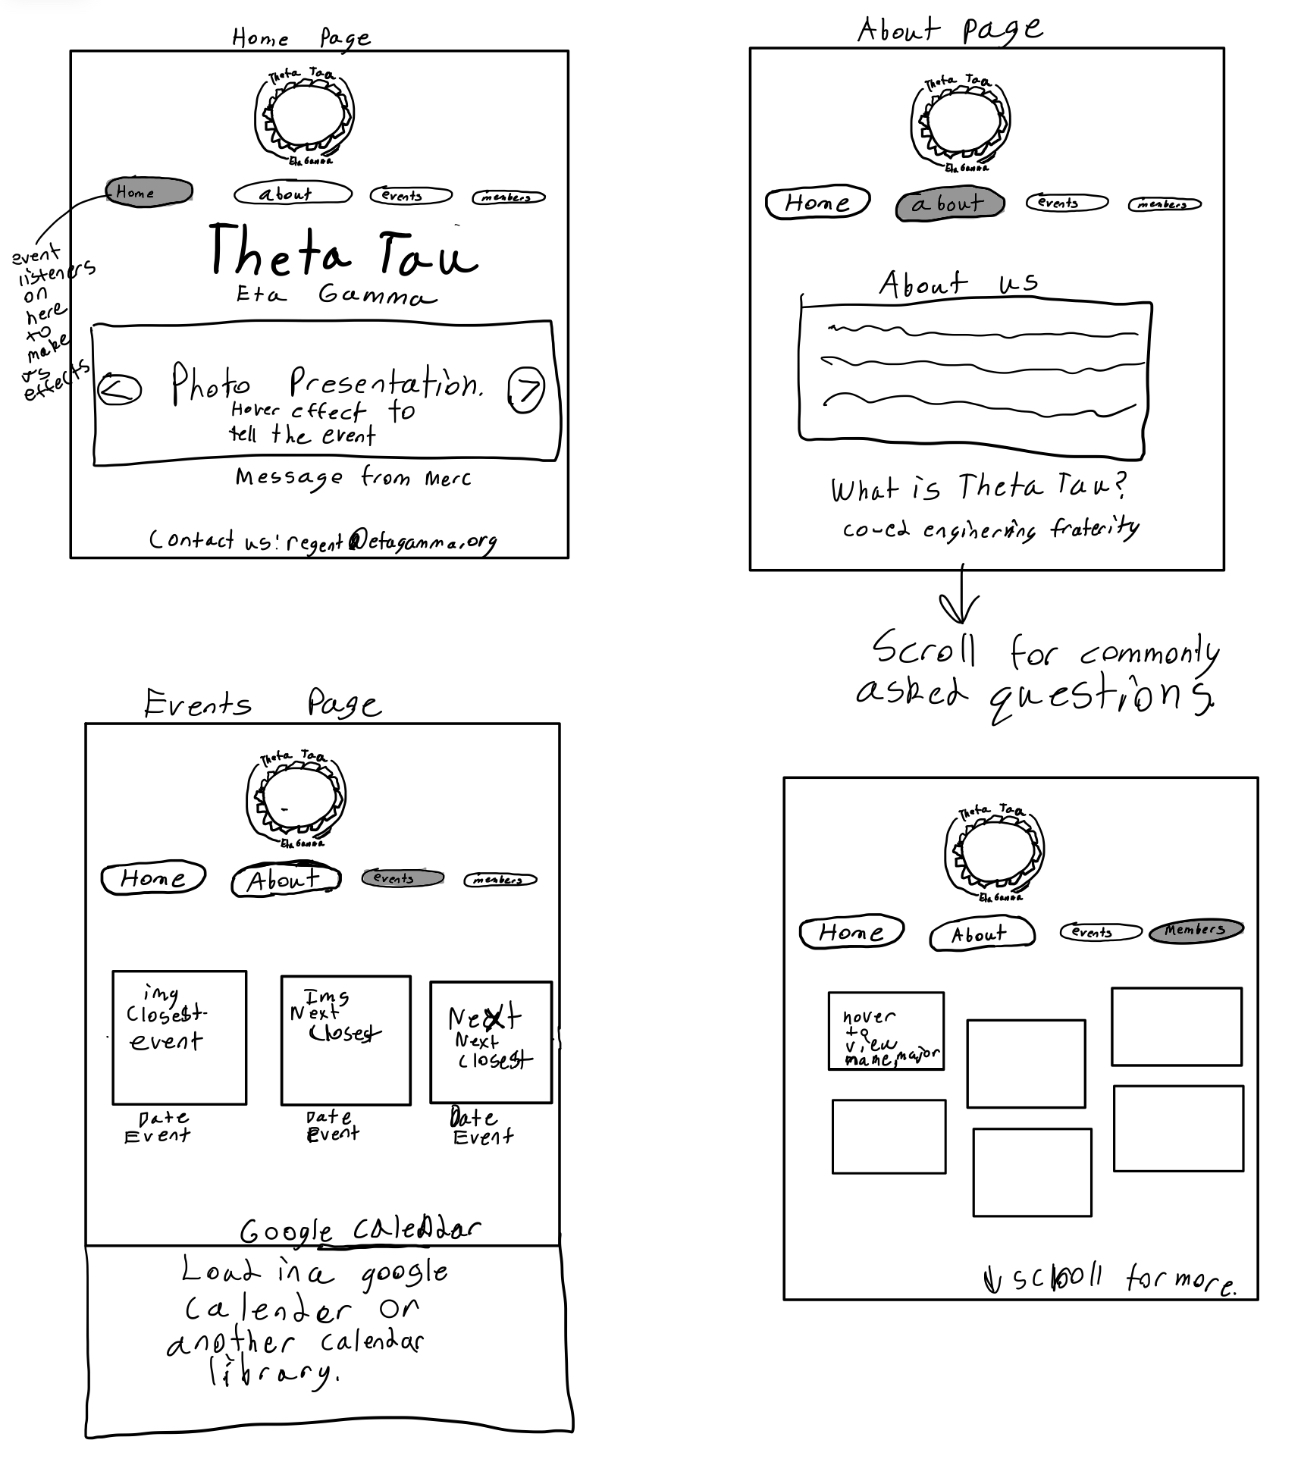 Home Page
Theta Tau
Eta Gamma
Home
about
events
members
event
listeners
on
here
to
make
JS
effects
Theta Tau
Eta Gamma
<
Photo Presentation.
>
Hover effect to
tell the event
Message from Merc
Contact us: regent@etagamma.org
About page
Theta Tau
Eta Gamma
Home
about
events
members
About us
What is Theta Tau?
co-ed enginerning fraterity
Scroll for commonly
asked questions.
Events Page
Theta Tau
Eta Gamma
Home
About
events
members
img
Closest
event
Date
Event
Img
Next
Closest
Date
Event
Next
Next
Closest
Date
Event
Google Calendar
Load in a google
calender or
another calendar
library.
Theta Tau
Eta Gamma
Home
About
events
Members
hover
to
view
name, major
scroll for more.